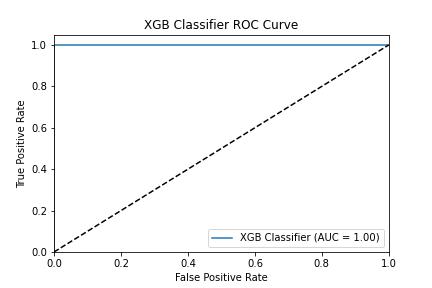 XGB Classifier ROC Curve
True Positive Rate
1.0
0.8
0.6
0.4
0.2
0.0
XGB Classifier (AUC = 1.00)
0.0 0.2 0.4 0.6 0.8 1.0
False Positive Rate